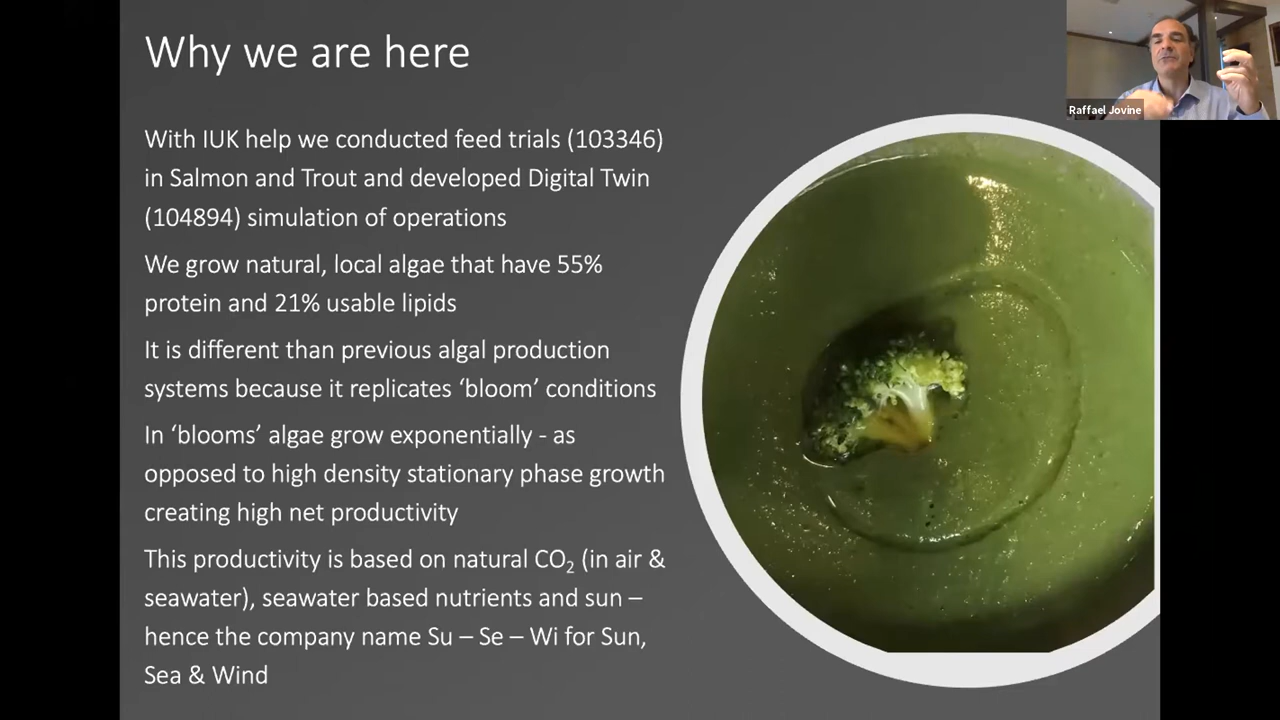 Why we are here
Raffael Jovine
With IUK help we conducted feed trials (103346)
in Salmon and Trout and developed Digital Twin
(104894) simulation of operations
We grow natural, local algae that have 55%
protein and 21% usable lipids
It is different than previous algal production
systems because it replicates ‘bloom’ conditions
In ‘blooms’ algae grow exponentially - as
opposed to high density stationary phase growth
creating high net productivity
This productivity is based on natural CO₂ (in air &
seawater), seawater based nutrients and sun –
hence the company name Su – Se – Wi for Sun,
Sea & Wind